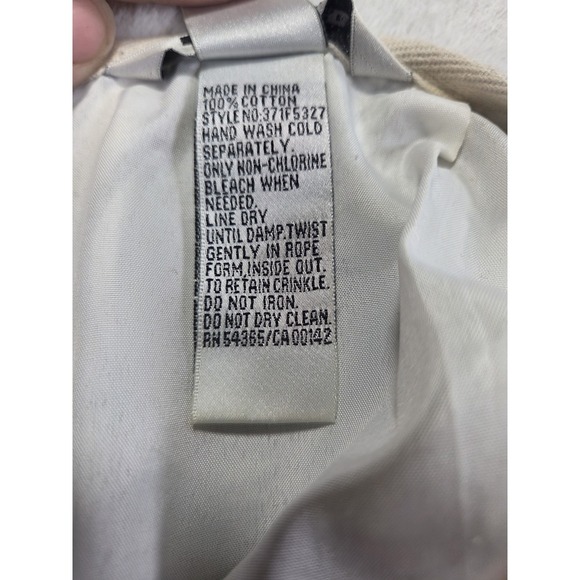 MADE IN CHINA
100% COTTON
STYLE NO:371F5327
HAND WASH COLD
SEPARATELY.
ONLY NON-CHLORINE
BLEACH WHEN
NEEDED.
LINE DRY
UNTIL DAMP.TWIST
GENTLY IN ROPE
FORM,INSIDE OUT.
TO RETAIN CRINKLE.
DO NOT IRON.
DO NOT DRY CLEAN.
RN 54365/CA 00142